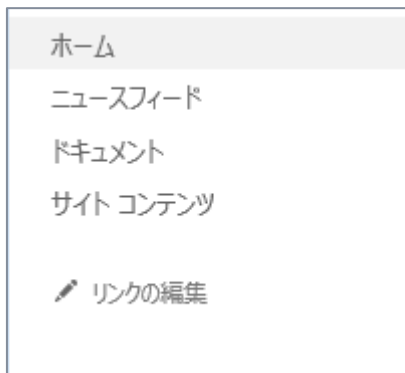 ホーム
ニュースフィード
ドキュメント
サイト コンテンツ
リンクの編集